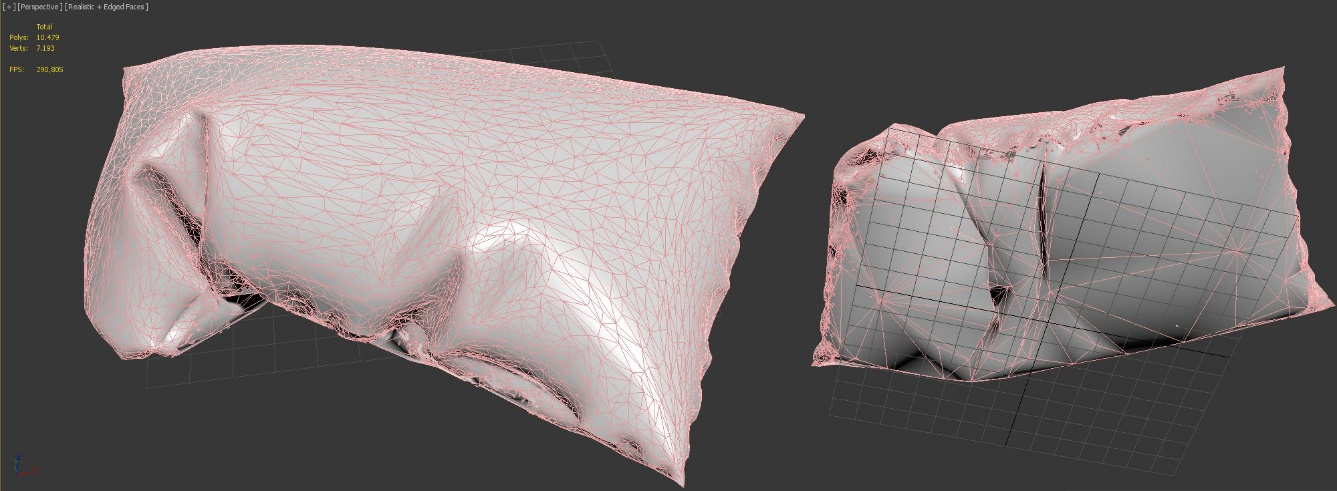 [+] [Perspective] [Realistic + Edged Faces]
Total
Polys: 10.479
Verts: 7.193
FPS: 290,805